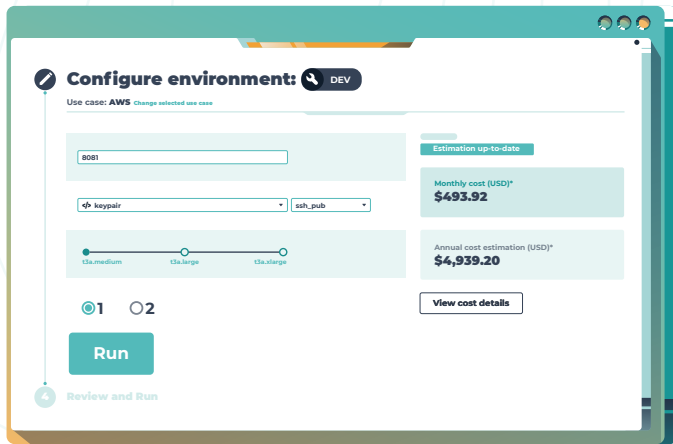 Configure environment: DEV
Use case: AWS Change selected use case
8081
Estimation up-to-date
Monthly cost (USD)*
$493.92
</> keypair ssh_pub
Annual cost estimation (USD)*
$4,939.20
t3a.medium t3a.large t3a.xlarge
View cost details
1 2
Run
4 Review and Run